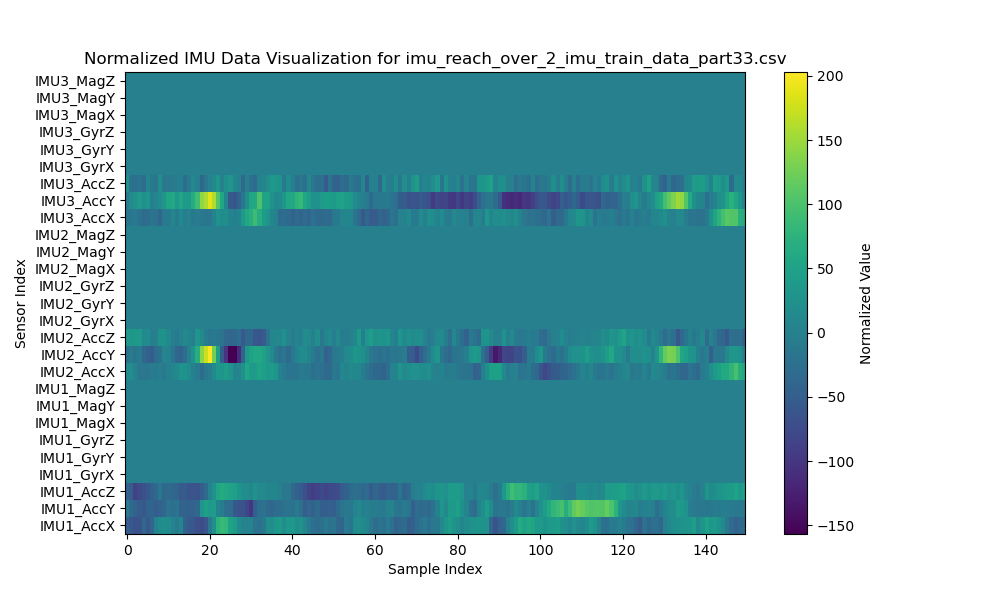 Normalized IMU Data Visualization for imu_reach_over_2_imu_train_data_part33.csv
Sensor Index
IMU3_MagZ
IMU3_MagY
IMU3_MagX
IMU3_GyrZ
IMU3_GyrY
IMU3_GyrX
IMU3_AccZ
IMU3_AccY
IMU3_AccX
IMU2_MagZ
IMU2_MagY
IMU2_MagX
IMU2_GyrZ
IMU2_GyrY
IMU2_GyrX
IMU2_AccZ
IMU2_AccY
IMU2_AccX
IMU1_MagZ
IMU1_MagY
IMU1_MagX
IMU1_GyrZ
IMU1_GyrY
IMU1_GyrX
IMU1_AccZ
IMU1_AccY
IMU1_AccX
0 20 40 60 80 100 120 140
Sample Index
200
150
100
50
0
−50
−100
−150
Normalized Value